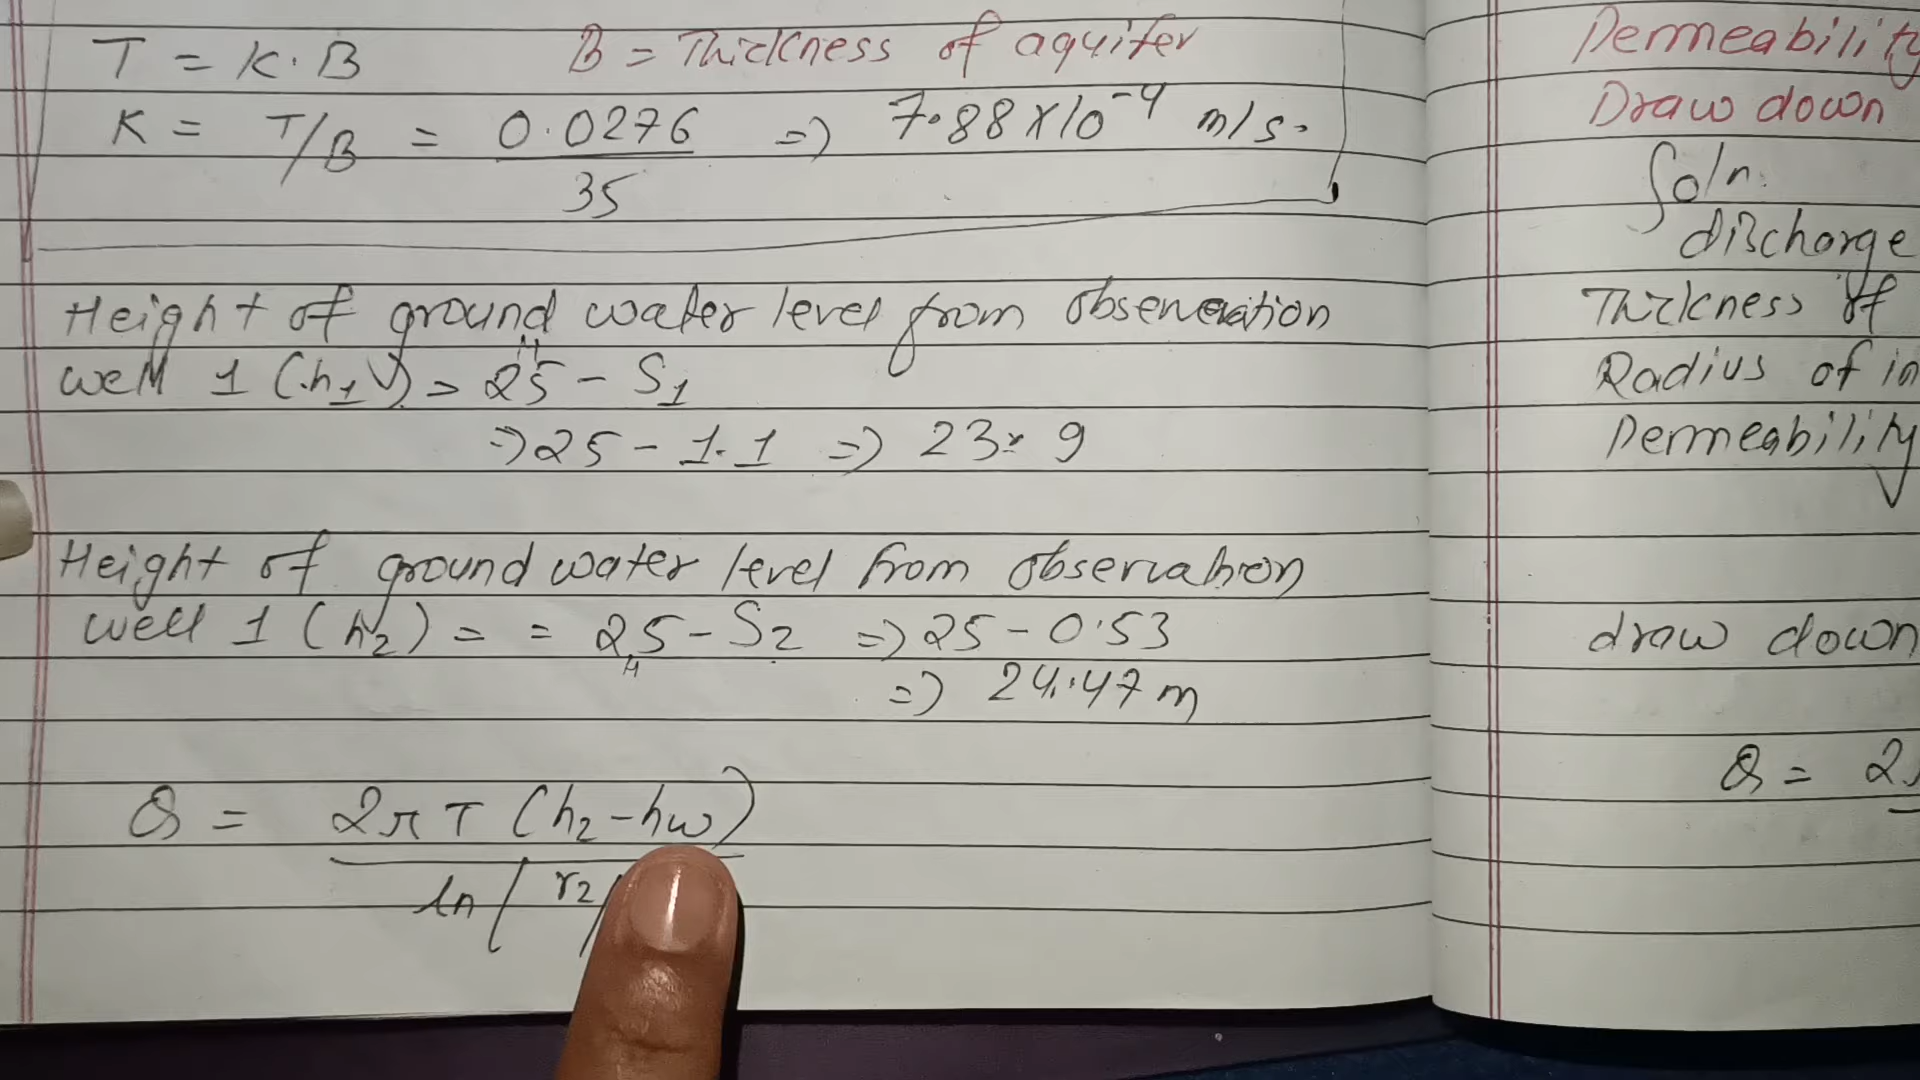 T = K.B B = Thickness of aquifer
K = T/B = 0.0276 / 35 => 7.88 X 10^-4 m/s.
Height of ground water level from observation
well 1 (h1) = 25 - S1
H
=> 25 - 1.1 => 23.9
Height of ground water level from observation
well 1 (h2) = = 25 - S2 => 25 - 0.53
H
=> 24.47 m
Q = 2π T (h2 - hw)
ln ( r2/
Permeability
Draw down
Soln.
discharge
Thickness of
Radius of in
Permeability
draw down
Q = 2